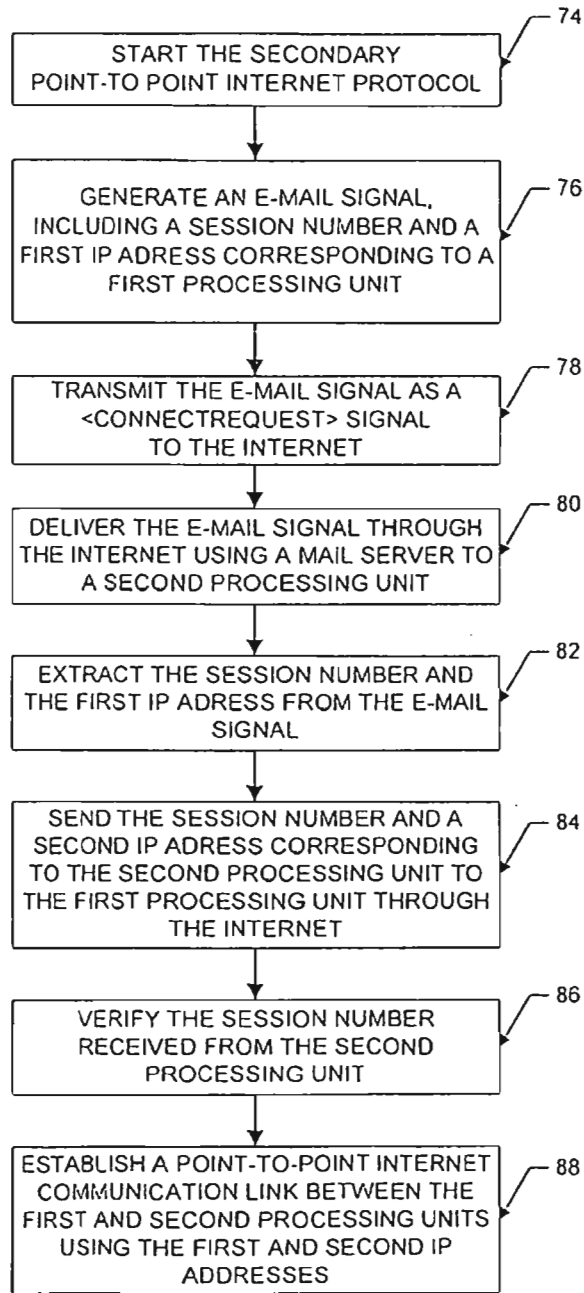 74
START THE SECONDARY
POINT-TO POINT INTERNET PROTOCOL
76
GENERATE AN E-MAIL SIGNAL,
INCLUDING A SESSION NUMBER AND A
FIRST IP ADRESS CORRESPONDING TO A
FIRST PROCESSING UNIT
78
TRANSMIT THE E-MAIL SIGNAL AS A
<CONNECTREQUEST> SIGNAL
TO THE INTERNET
80
DELIVER THE E-MAIL SIGNAL THROUGH
THE INTERNET USING A MAIL SERVER TO
A SECOND PROCESSING UNIT
82
EXTRACT THE SESSION NUMBER AND
THE FIRST IP ADRESS FROM THE E-MAIL
SIGNAL
84
SEND THE SESSION NUMBER AND A
SECOND IP ADRESS CORRESPONDING
TO THE SECOND PROCESSING UNIT TO
THE FIRST PROCESSING UNIT THROUGH
THE INTERNET
86
VERIFY THE SESSION NUMBER
RECEIVED FROM THE SECOND
PROCESSING UNIT
88
ESTABLISH A POINT-TO-POINT INTERNET
COMMUNICATION LINK BETWEEN THE
FIRST AND SECOND PROCESSING UNITS
USING THE FIRST AND SECOND IP
ADDRESSES